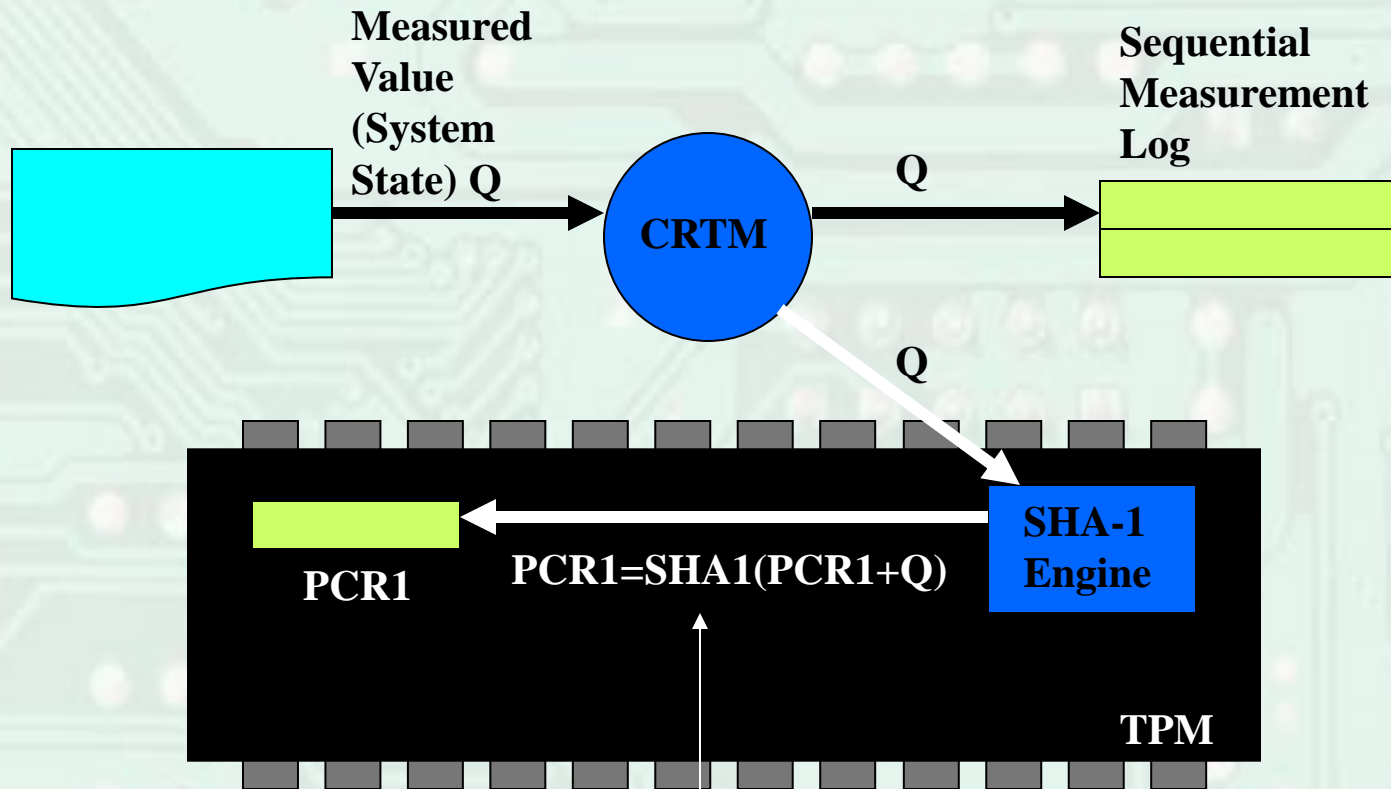 Measured
Value
(System
State) Q
CRTM
Q
Sequential
Measurement
Log
Q
SHA-1
Engine
PCR1=SHA1(PCR1+Q)
PCR1
TPM